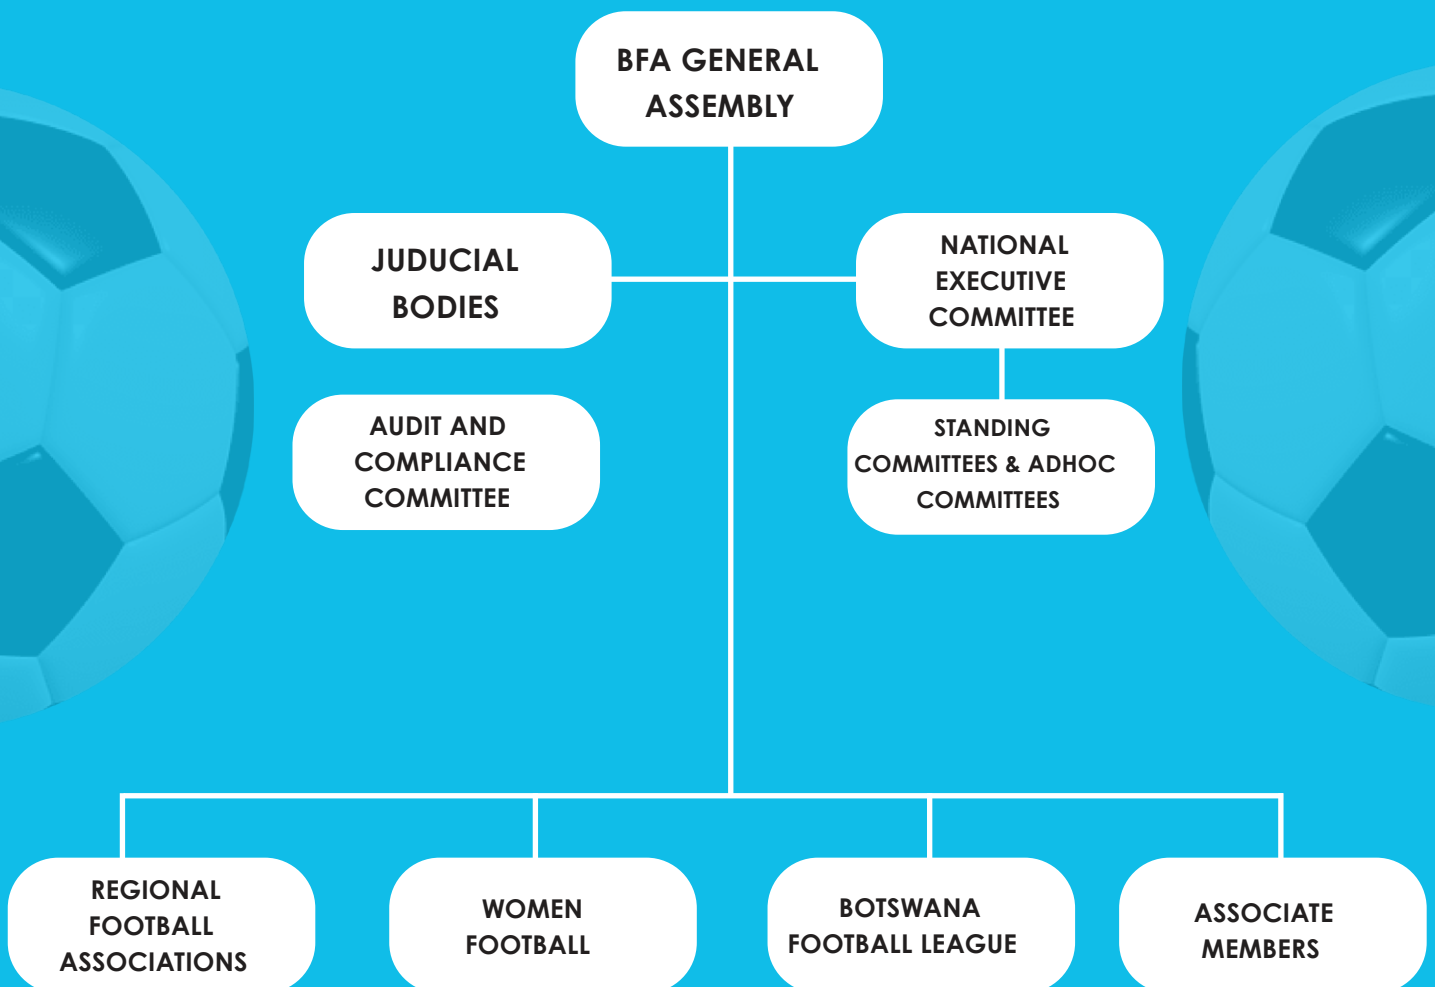 BFA GENERAL
ASSEMBLY
JUDUCIAL
BODIES
NATIONAL
EXECUTIVE
COMMITTEE
AUDIT AND
COMPLIANCE
COMMITTEE
STANDING
COMMITTEES & ADHOC
COMMITTEES
REGIONAL
FOOTBALL
ASSOCIATIONS
WOMEN
FOOTBALL
BOTSWANA
FOOTBALL LEAGUE
ASSOCIATE
MEMBERS